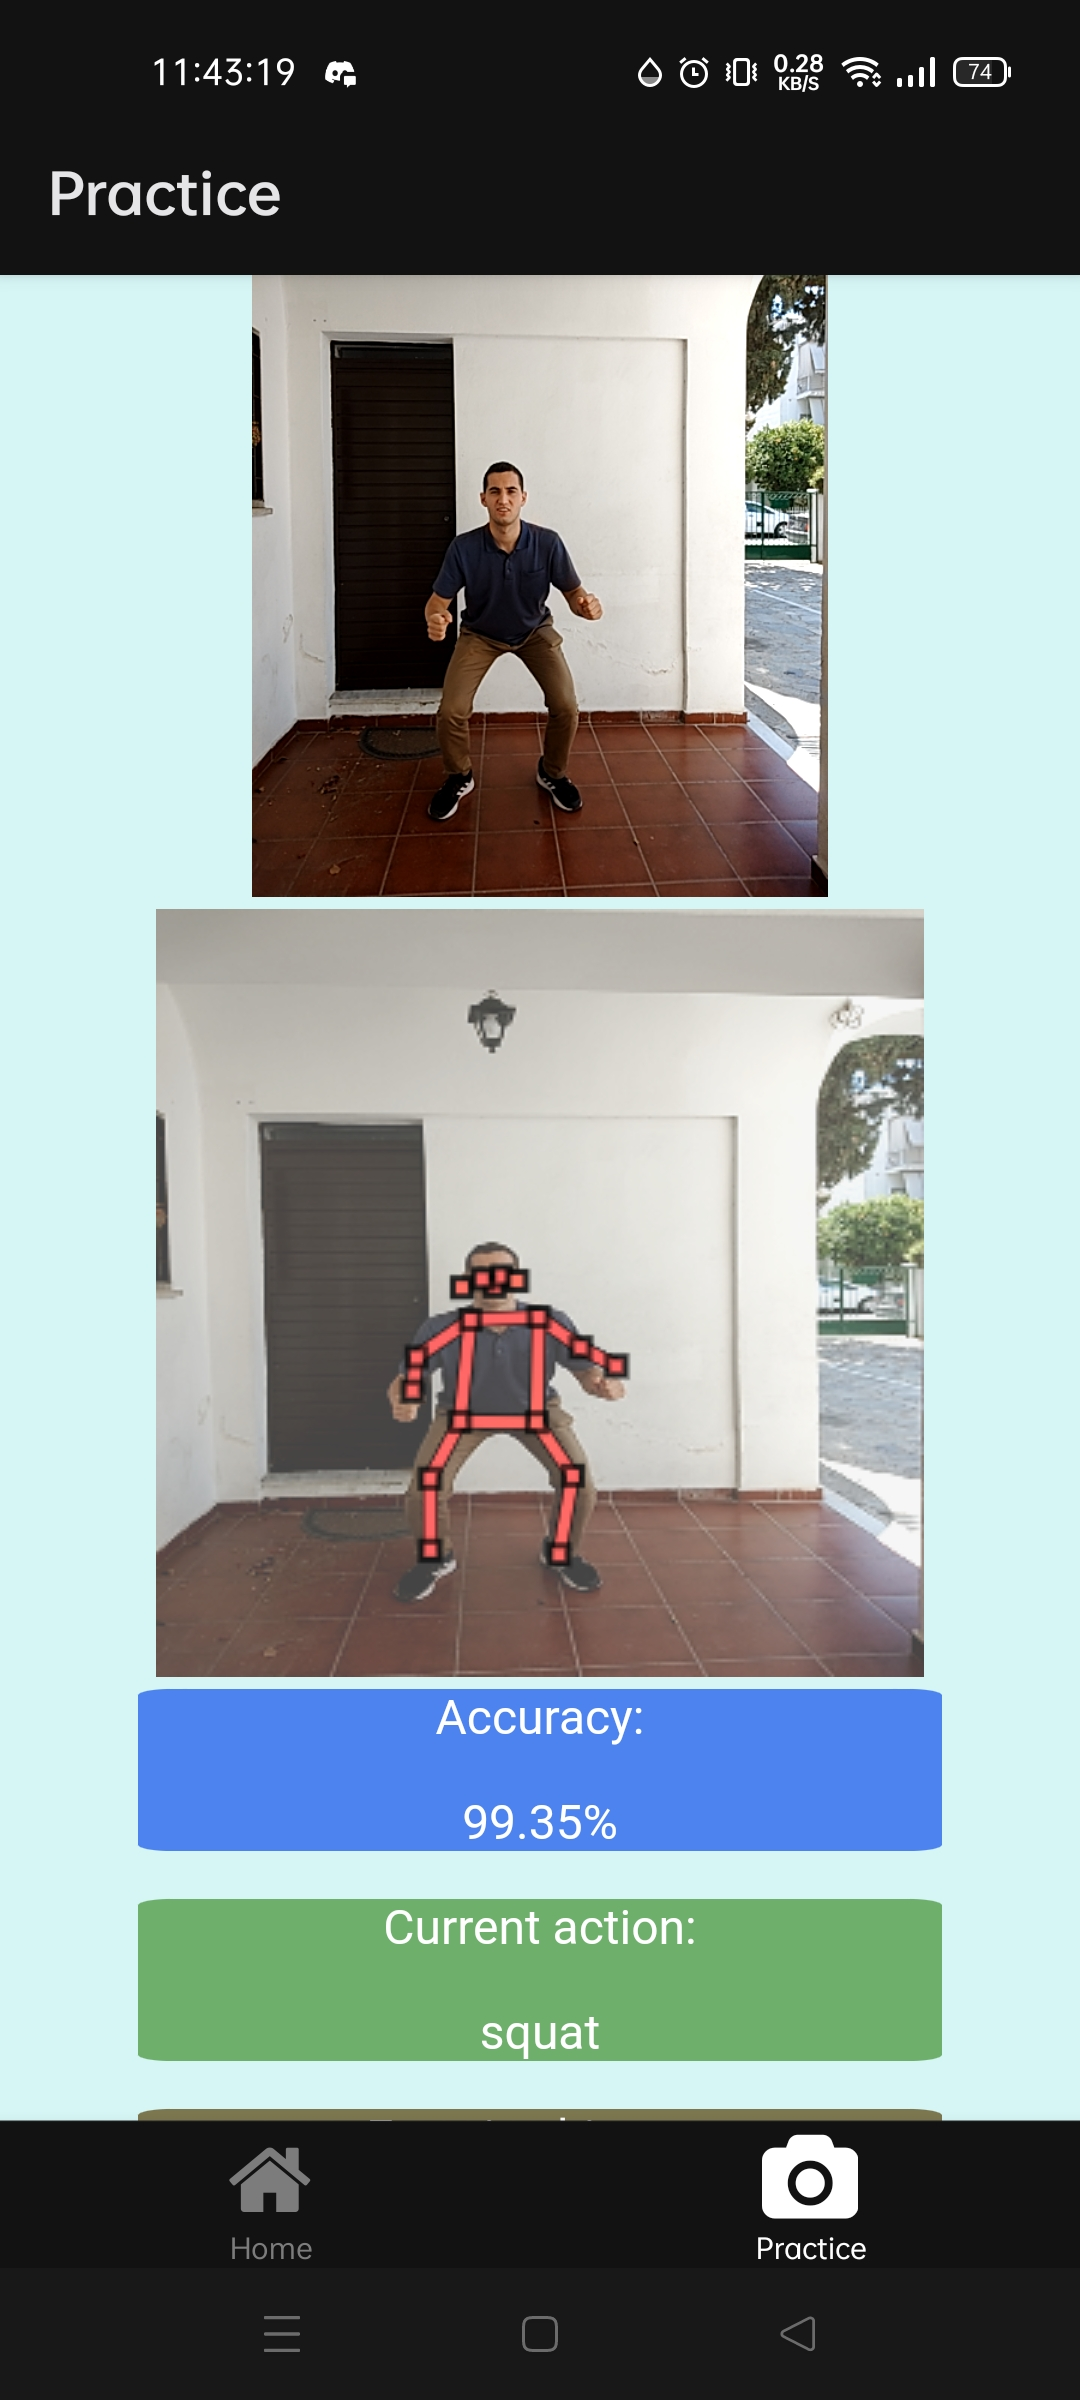 11:43:19
0.28
KB/S
74
Practice
Accuracy:
99.35%
Current action:
squat
Home
Practice